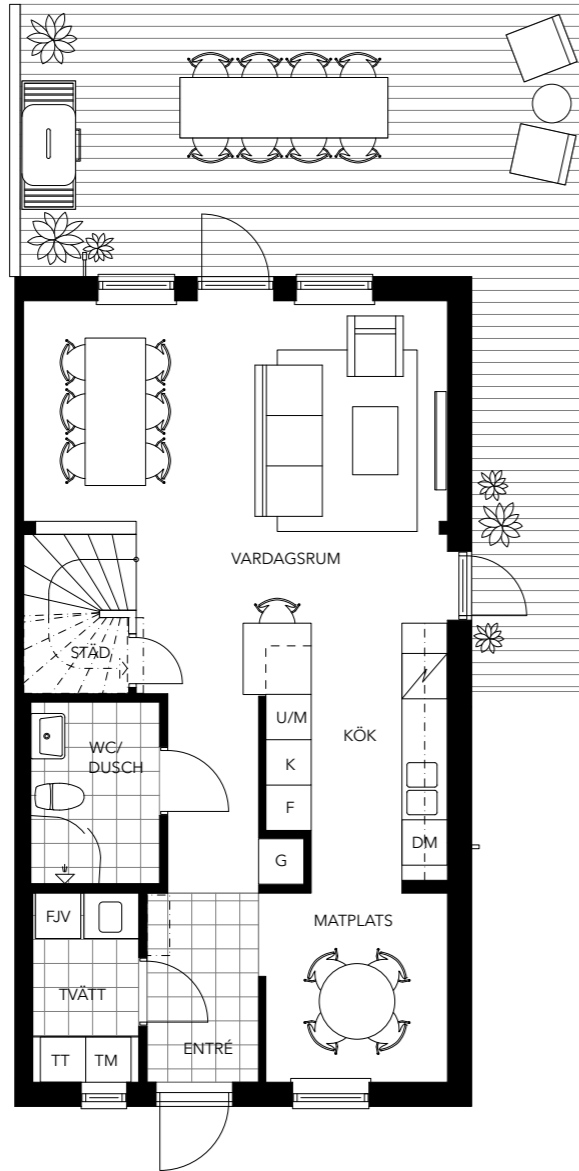 VARDAGSRUM
STÄD
U/M
KÖK
WC/
DUSCH
K
F
DM
G
FJV
MATPLATS
TVÄTT
ENTRÉ
TT
TM